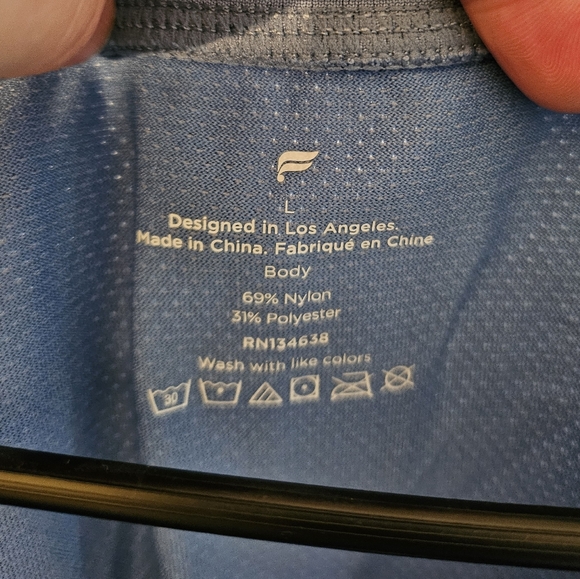 L
Designed in Los Angeles.
Made in China. Fabriqué en Chine
Body
69% Nylon
31% Polyester
RN134638
Wash with like colors
30